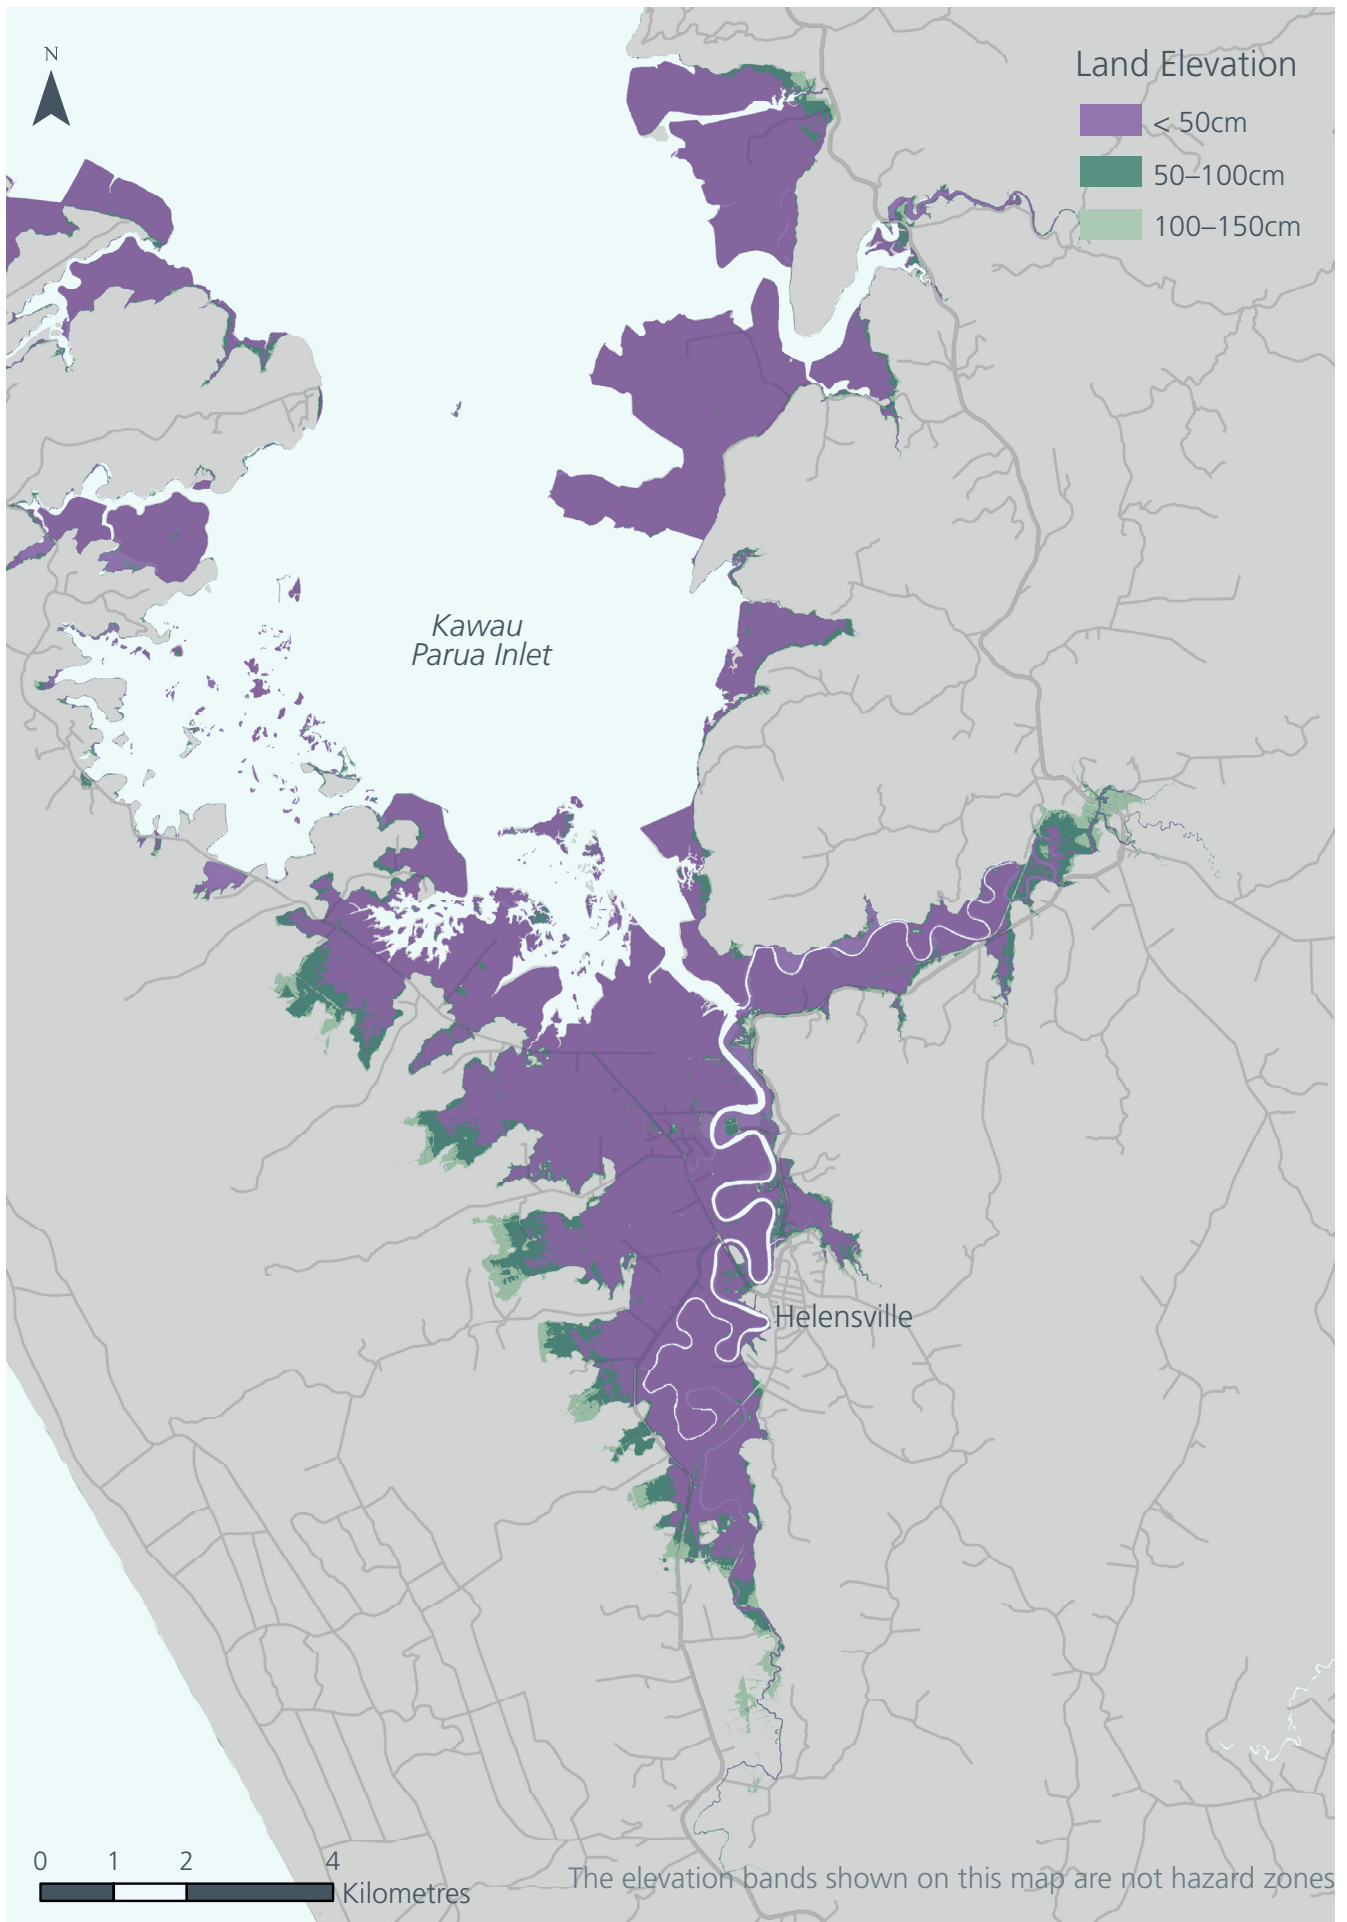 N
Land Elevation
< 50cm
50–100cm
100–150cm
Kawau
Parua Inlet
Helensville
0 1 2 4
Kilometres
The elevation bands shown on this map are not hazard zones